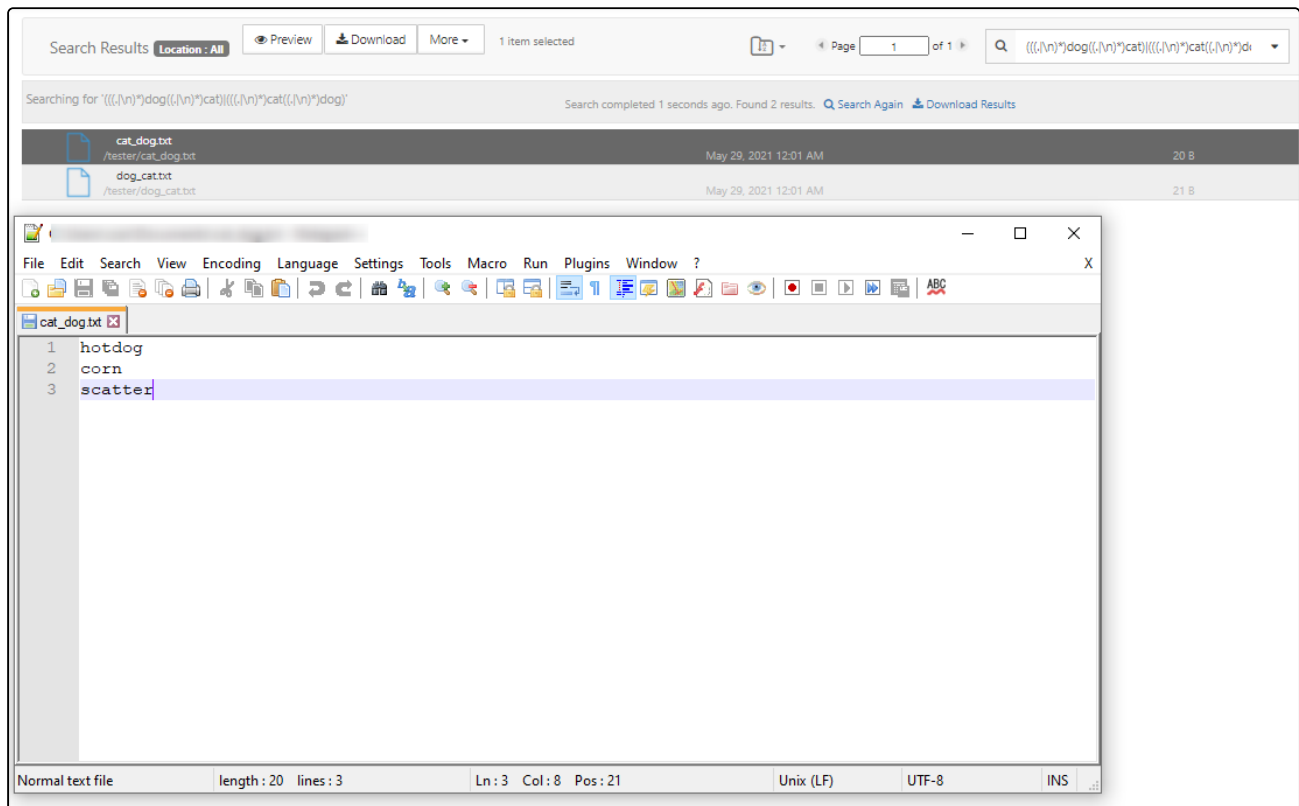 Search Results Location : All Preview Download More 1 item selected Page 1 of 1 (((.|\n)*)dog((.|\n)*)cat)|(((.|\n)*)cat((.|\n)*)d
Searching for '(((.|\n)*)dog((.|\n)*)cat)|(((.|\n)*)cat((.|\n)*)dog)' Search completed 1 seconds ago. Found 2 results. Search Again Download Results
cat_dog.txt
/tester/cat_dog.txt May 29, 2021 12:01 AM 20 B
dog_cat.txt
/tester/dog_cat.txt May 29, 2021 12:01 AM 21 B
File Edit Search View Encoding Language Settings Tools Macro Run Plugins Window ? X
ABC
cat_dog.txt
1 hotdog
2 corn
3 scatter
Normal text file length : 20 lines : 3 Ln : 3 Col : 8 Pos : 21 Unix (LF) UTF-8 INS